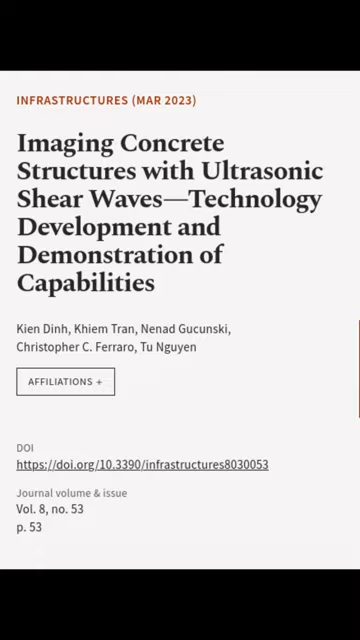 INFRASTRUCTURES (MAR 2023)
Imaging Concrete
Structures with Ultrasonic
Shear Waves—Technology
Development and
Demonstration of
Capabilities
Kien Dinh, Khiem Tran, Nenad Gucunski,
Christopher C. Ferraro, Tu Nguyen
AFFILIATIONS +
DOI
https://doi.org/10.3390/infrastructures8030053
Journal volume & issue
Vol. 8, no. 53
p. 53